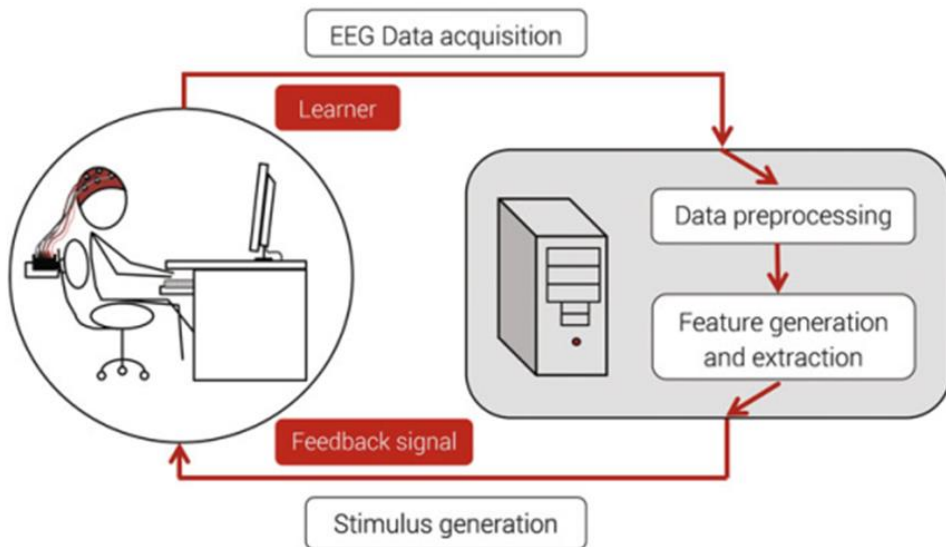 EEG Data acquisition
Learner
Data preprocessing
Feature generation
and extraction
Feedback signal
Stimulus generation